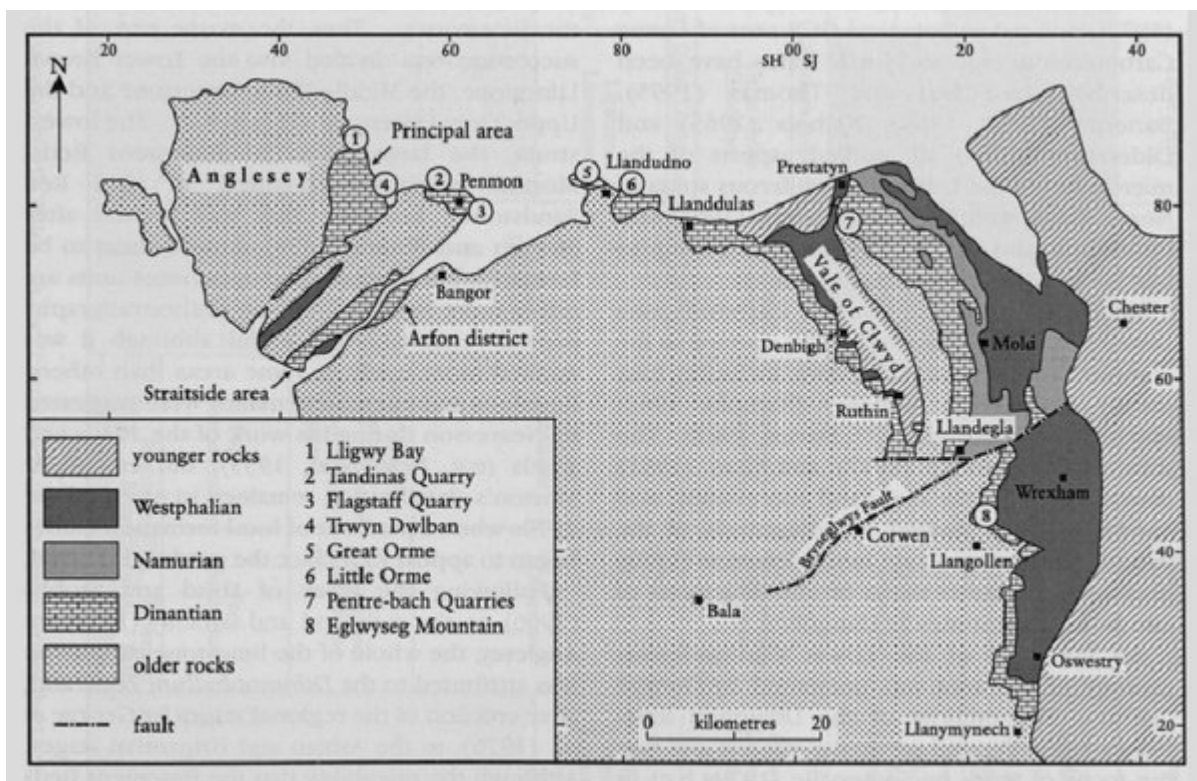 20
40
60
80
SH
00
SJ
20
40
N
Principal area
1
Anglesey
4
2
Penmon
3
5
Llandudno
6
Llanddulas
Prestatyn
7
80
Vale of Clwyd
Bangor
Arfon district
Denbigh
Mold
Chester
Straitside area
Ruthin
Llandegla
60
Wrexham
8
Bryneglwys Fault
Corwen
Llangollen
40
Bala
Oswestry
0 kilometres 20
Llanymynech
20
younger rocks
Westphalian
Namurian
Dinantian
older rocks
fault
1 Lligwy Bay
2 Tandinas Quarry
3 Flagstaff Quarry
4 Trwyn Dwlban
5 Great Orme
6 Little Orme
7 Pentre-bach Quarries
8 Eglwyseg Mountain